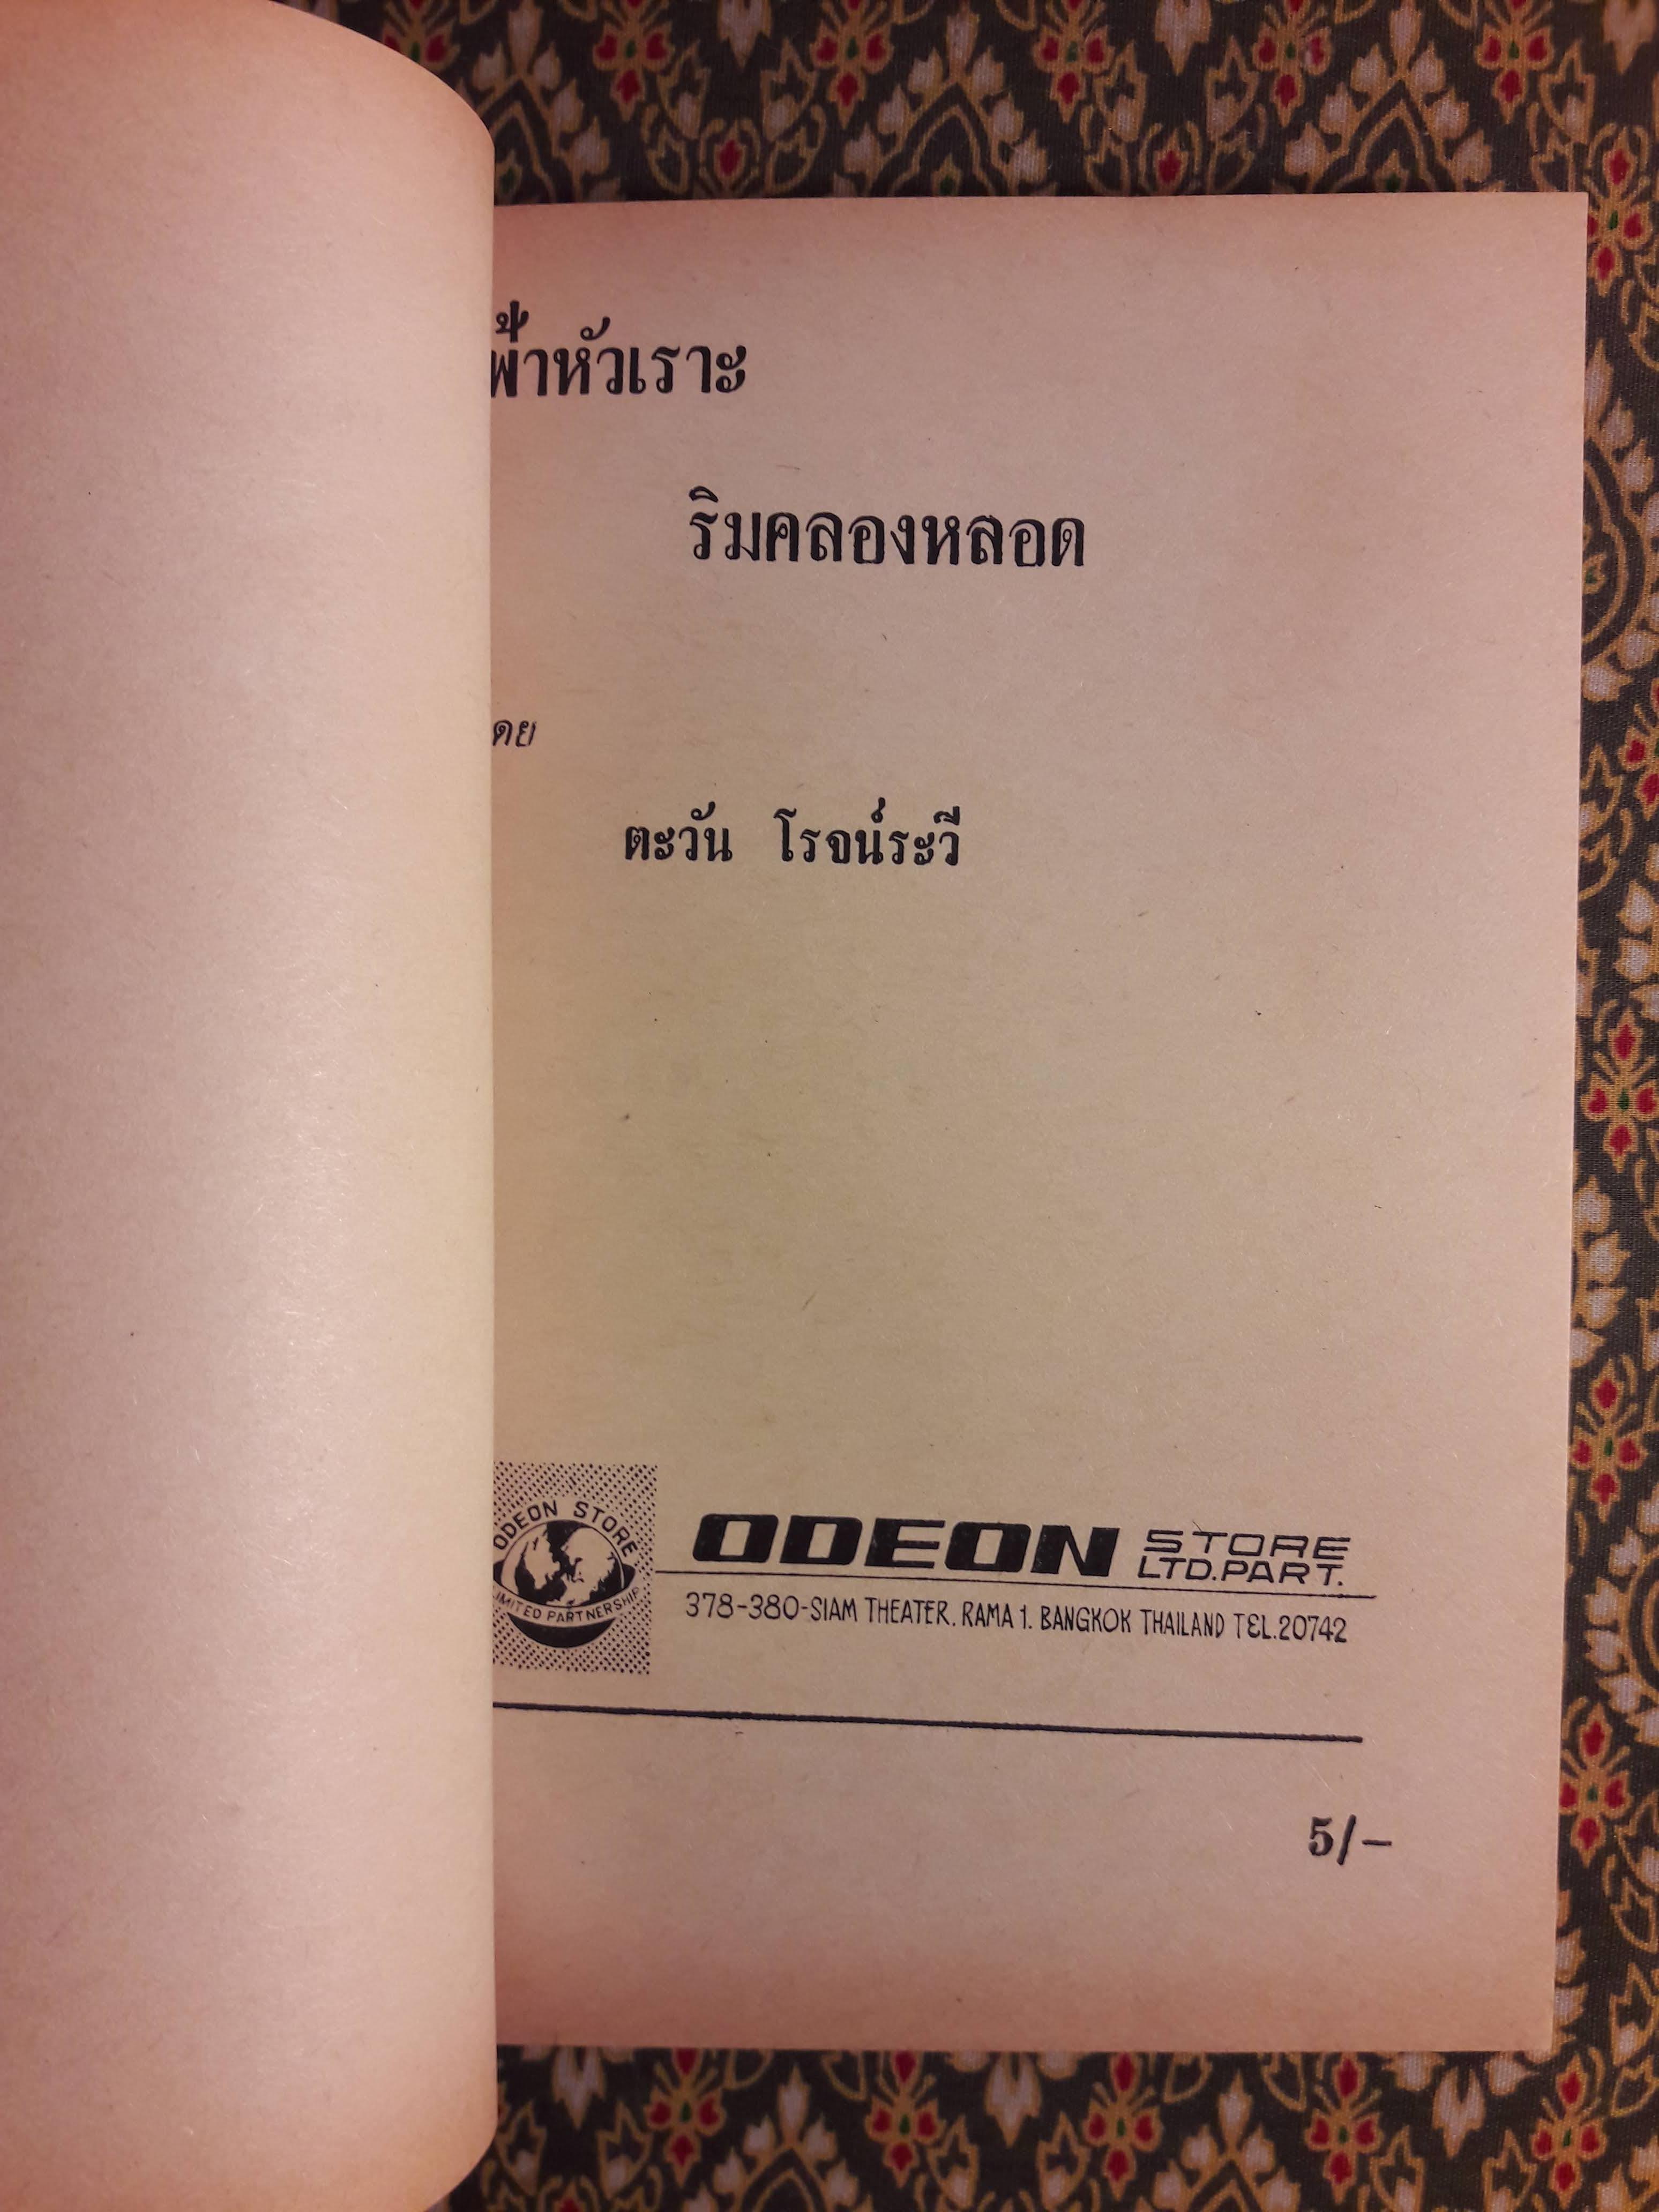 ฟ้าหัวเราะ
ริมคลองหลอด
ดย
ตะวัน โรจน์ระวี
ODEON STORE
LIMITED PARTNERSHIP
ODEON STORE
LTD.PART.
378-380-SIAM THEATER. RAMA 1. BANGKOK THAILAND TEL.20742
5/-